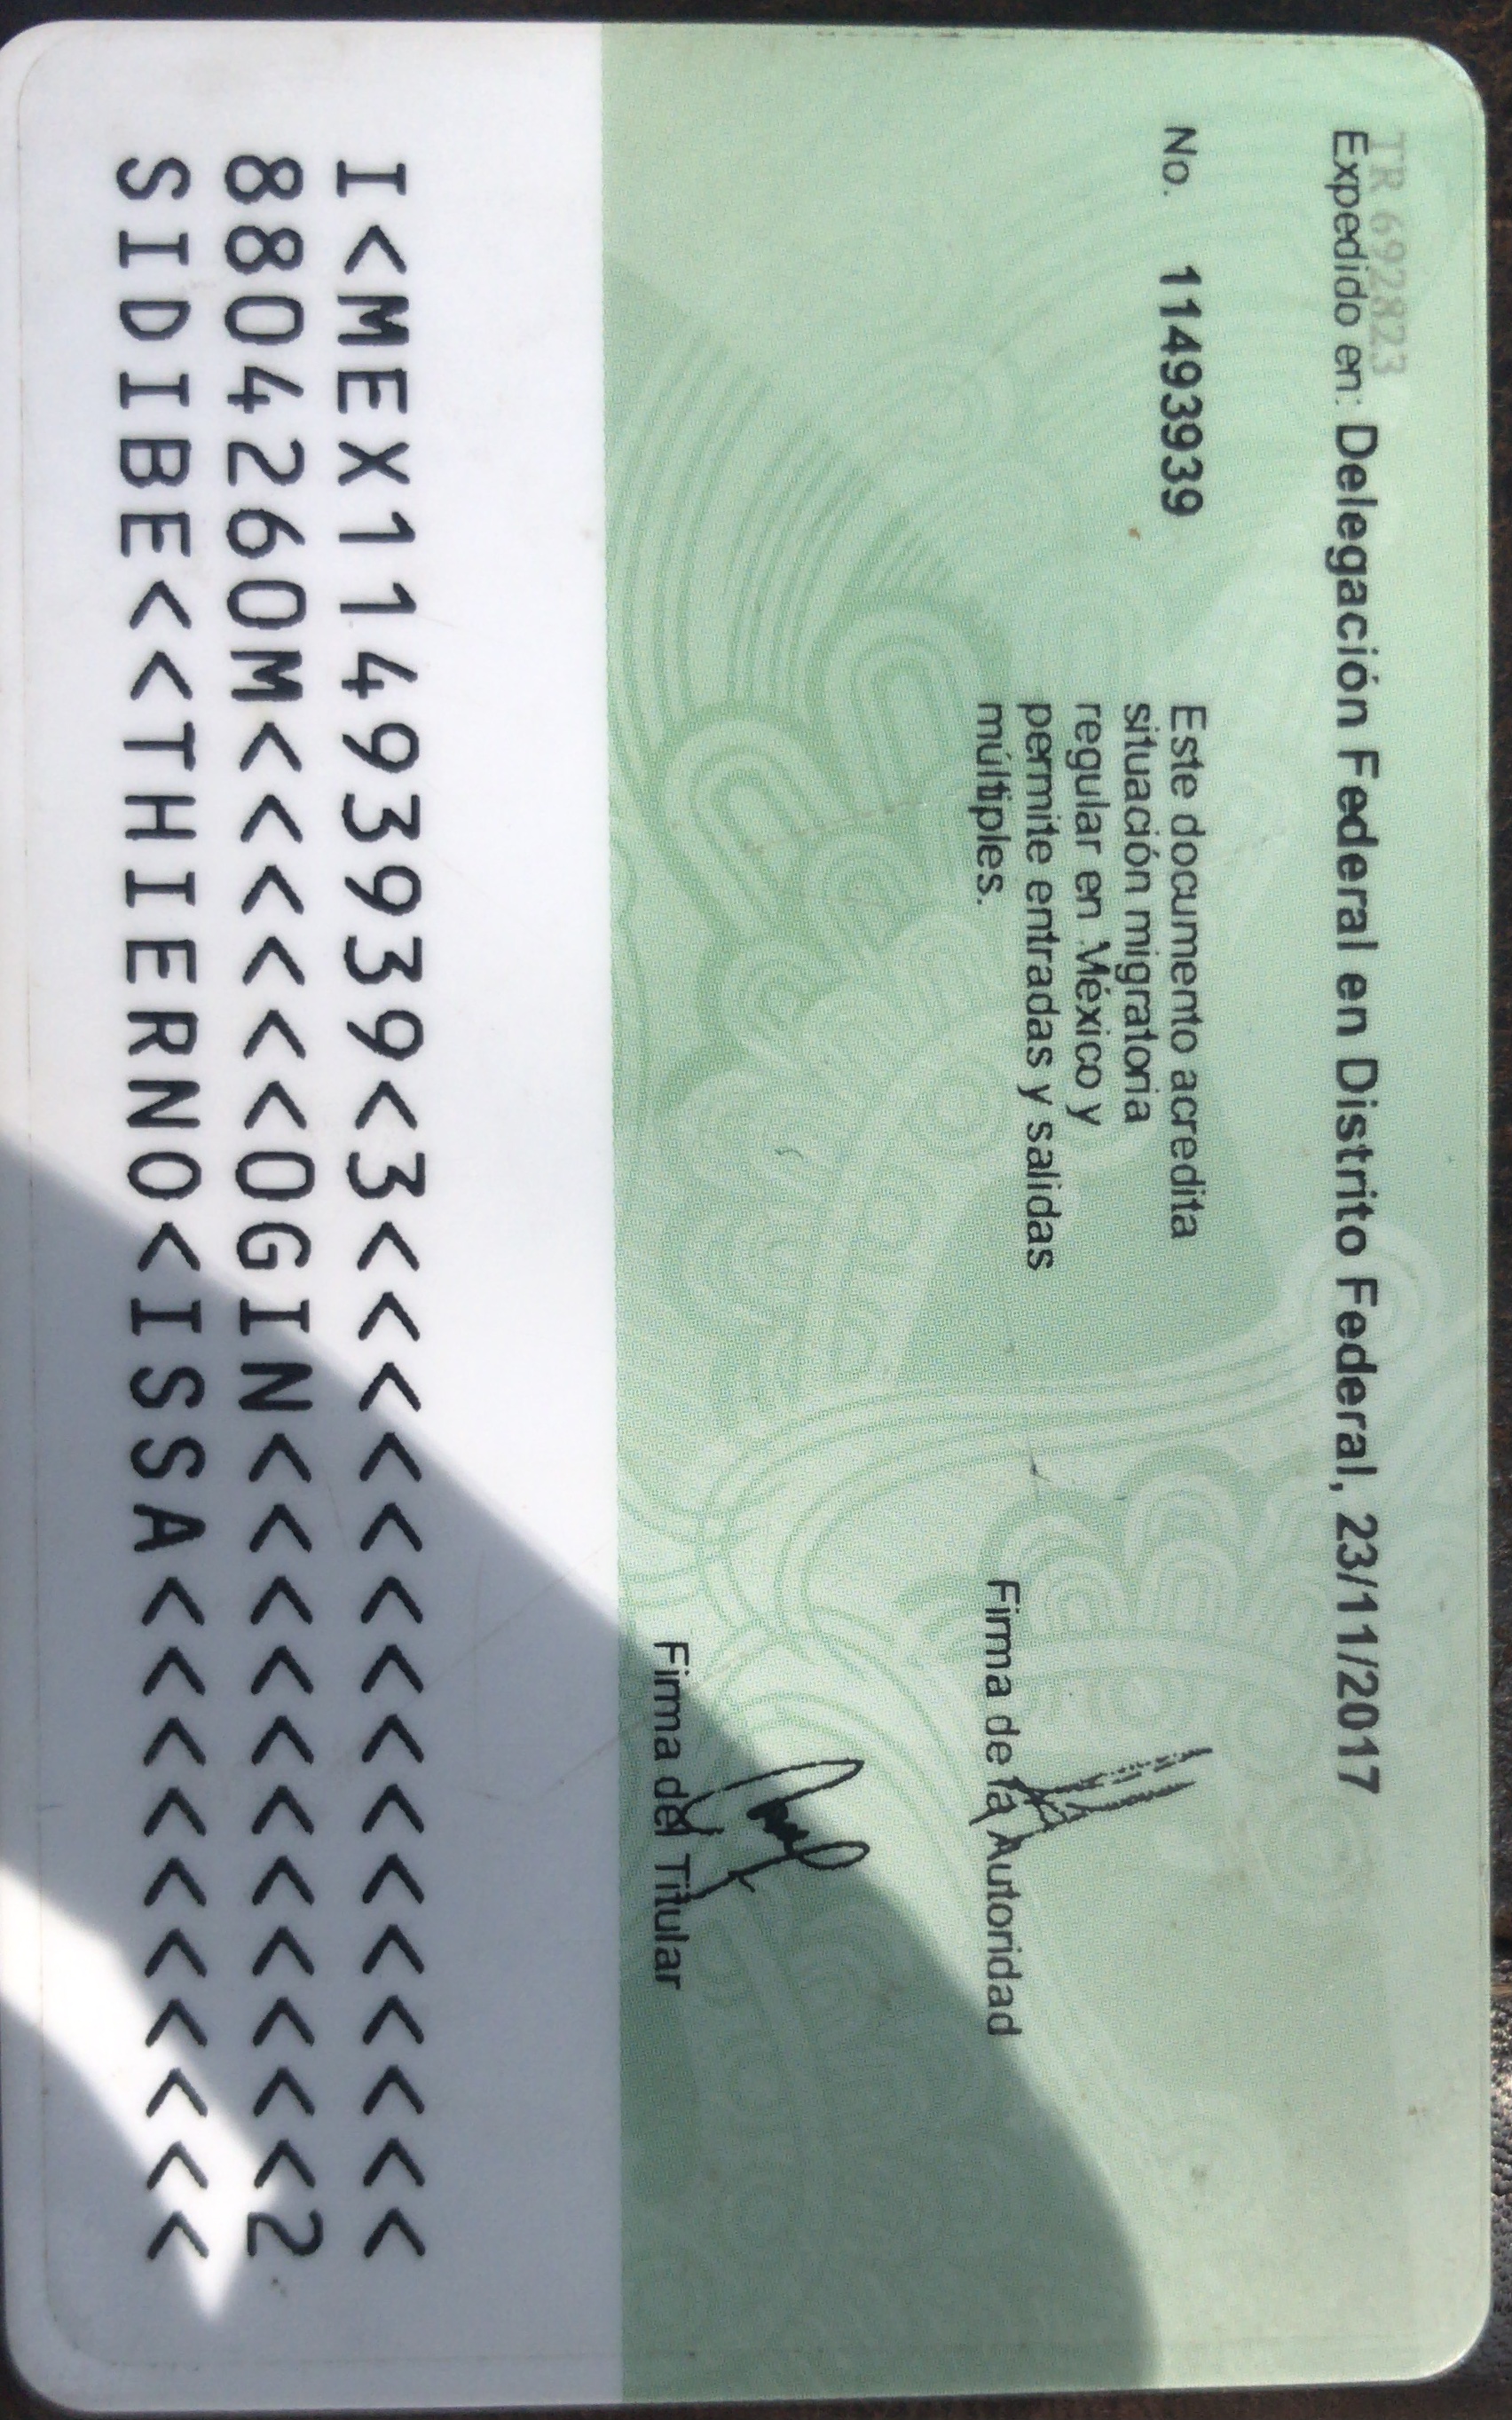 TR 692823
Expedido en: Delegación Federal en Distrito Federal, 23/11/2017
No. 11493939
Este documento acredita
situación migratoria
regular en México y
permite entradas y salidas
múltiples.
Firma de la Autoridad
Firma del Titular
I<MEX11493939<3<<<<<<<<<<<<<<<
8804260M<<<<<<0GIN<<<<<<<<<<<2
SIDIBE<<THIERNO<ISSA<<<<<<<<<<